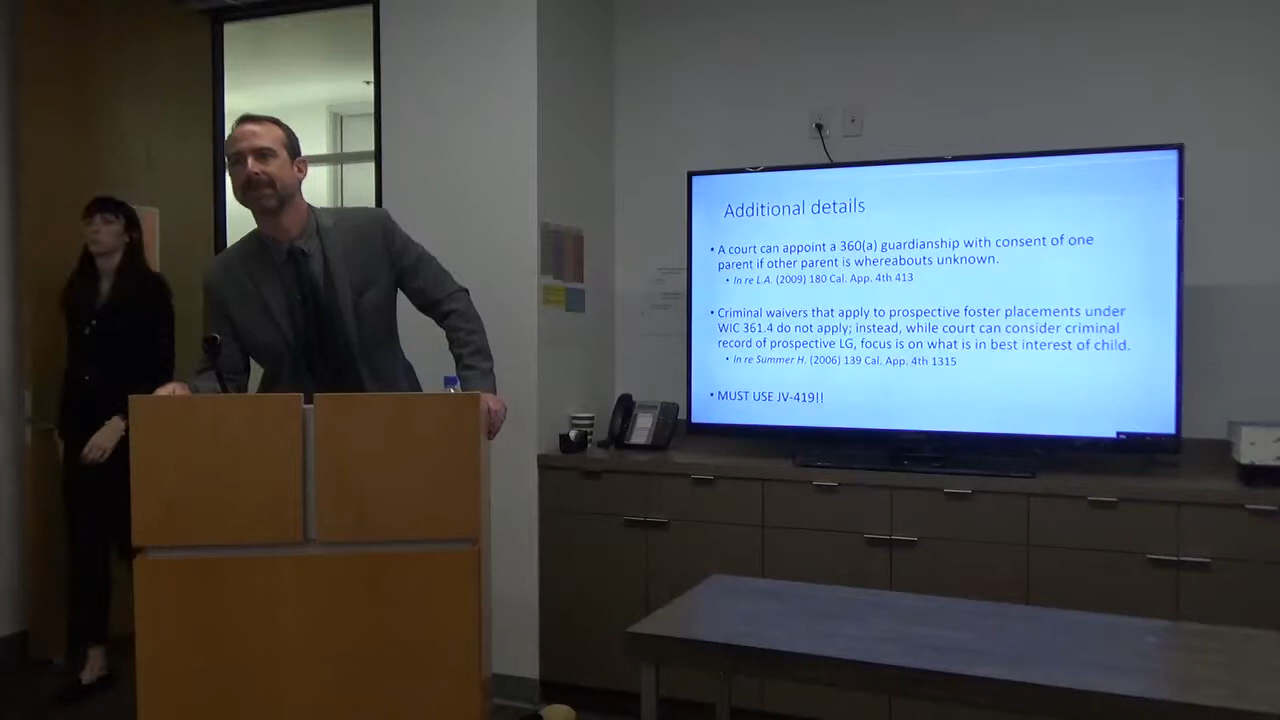 Additional details
• A court can appoint a 360(a) guardianship with consent of one
parent if other parent is whereabouts unknown.
• In re L.A. (2009) 180 Cal. App. 4th 413
• Criminal waivers that apply to prospective foster placements under
WIC 361.4 do not apply; instead, while court can consider criminal
record of prospective LG, focus is on what is in best interest of child.
• In re Summer H. (2006) 139 Cal. App. 4th 1315
• MUST USE JV-419!!